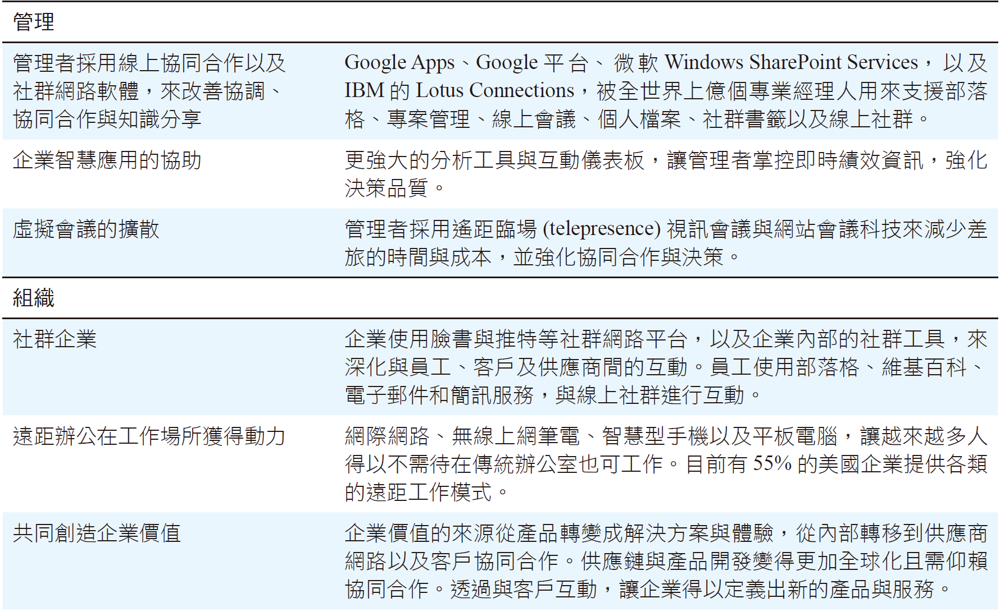 管理
管理者採用線上協同合作以及
社群網路軟體，來改善協調、
協同合作與知識分享
Google Apps、Google 平台、微軟 Windows SharePoint Services，以及
IBM 的 Lotus Connections，被全世界上億個專業經理人用來支援部落
格、專案管理、線上會議、個人檔案、社群書籤以及線上社群。
企業智慧應用的協助
更強大的分析工具與互動儀表板，讓管理者掌控即時績效資訊，強化
決策品質。
虛擬會議的擴散
管理者採用遙距臨場 (telepresence) 視訊會議與網站會議科技來減少差
旅的時間與成本，並強化協同合作與決策。
組織
社群企業
企業使用臉書與推特等社群網路平台，以及企業內部的社群工具，來
深化與員工、客戶及供應商間的互動。員工使用部落格、維基百科、
電子郵件和簡訊服務，與線上社群進行互動。
遠距辦公在工作場所獲得動力
網際網路、無線上網筆電、智慧型手機以及平板電腦，讓越來越多人
得以不需待在傳統辦公室也可工作。目前有 55% 的美國企業提供各類
的遠距工作模式。
共同創造企業價值
企業價值的來源從產品轉變成解決方案與體驗，從內部轉移到供應商
網路以及客戶協同合作。供應鏈與產品開發變得更加全球化且需仰賴
協同合作。透過與客戶互動，讓企業得以定義出新的產品與服務。